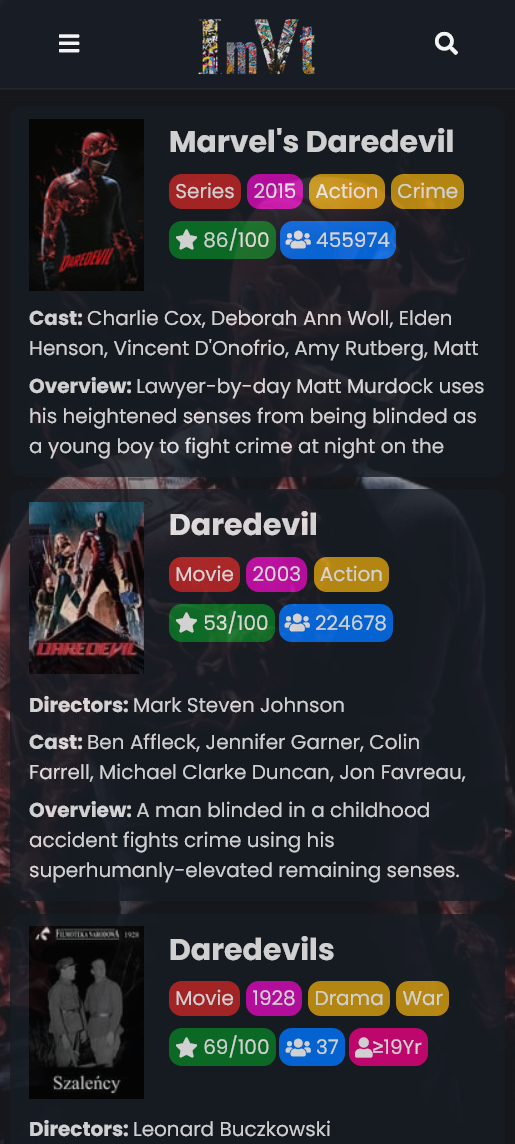 ImVt
Marvel's Daredevil
Series 2015 Action Crime
86/100 455974
DAREDEVIL
Cast: Charlie Cox, Deborah Ann Woll, Elden
Henson, Vincent D'Onofrio, Amy Rutberg, Matt
Overview: Lawyer-by-day Matt Murdock uses
his heightened senses from being blinded as
a young boy to fight crime at night on the
Daredevil
Movie 2003 Action
53/100 224678
DAREDEVIL
Directors: Mark Steven Johnson
Cast: Ben Affleck, Jennifer Garner, Colin
Farrell, Michael Clarke Duncan, Jon Favreau,
Overview: A man blinded in a childhood
accident fights crime using his
superhumanly-elevated remaining senses.
FILMOTEKA NARODOWA 1928
Daredevils
Movie 1928 Drama War
69/100 37 ≥19Yr
Szaleńcy
Directors: Leonard Buczkowski